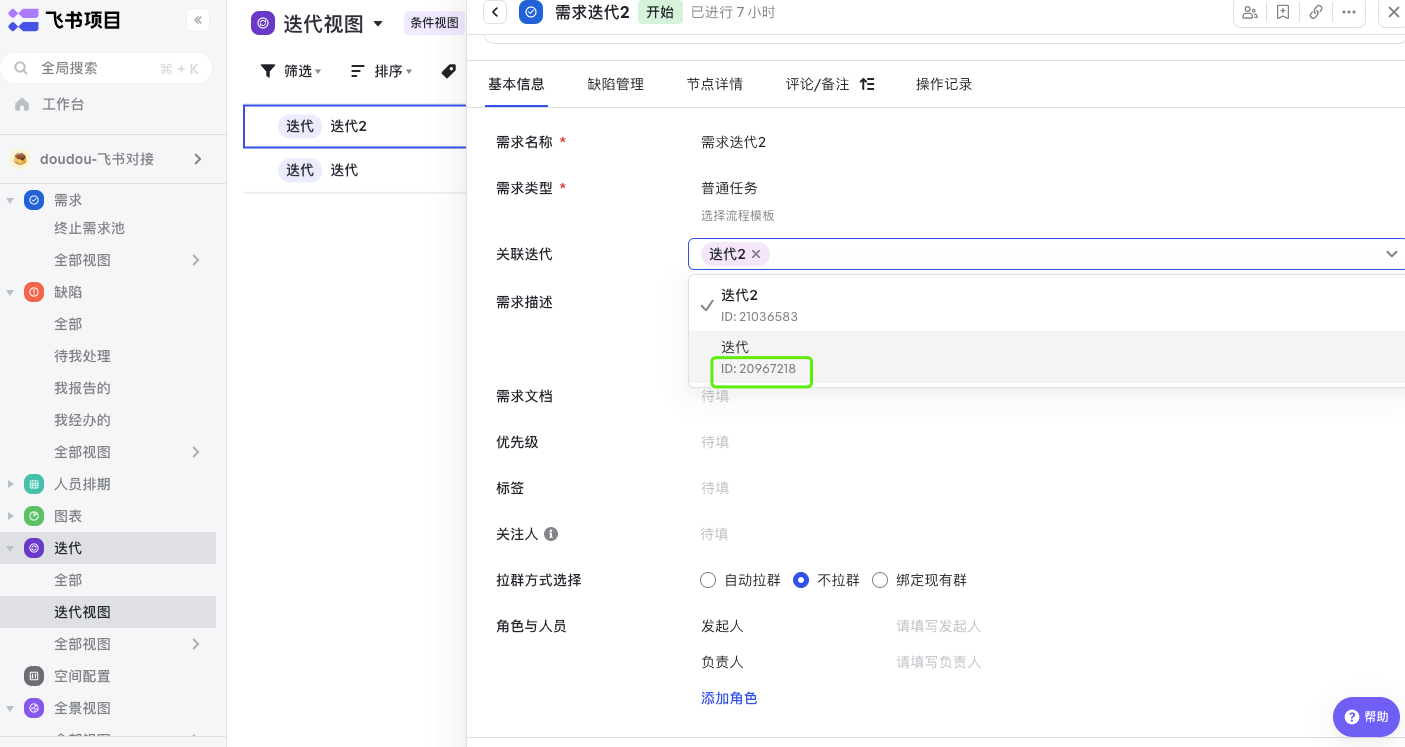 飞书项目
«
全局搜索 ⌘ + K
工作台
doudou-飞书对接
需求
终止需求池
全部视图
缺陷
全部
待我处理
我报告的
我经办的
全部视图
人员排期
图表
迭代
全部
迭代视图
全部视图
空间配置
全景视图
迭代视图 条件视图
筛选 排序
迭代 迭代2
迭代 迭代
需求迭代2 开始 已进行 7 小时
基本信息 缺陷管理 节点详情 评论/备注 操作记录
需求名称 * 需求迭代2
需求类型 * 普通任务
选择流程模板
关联迭代 迭代2
迭代2
ID: 21036583
迭代
ID: 20967218
需求描述
需求文档 待填
优先级 待填
标签 待填
关注人 待填
拉群方式选择 自动拉群 不拉群 绑定现有群
角色与人员 发起人 请填写发起人
负责人 请填写负责人
添加角色
帮助